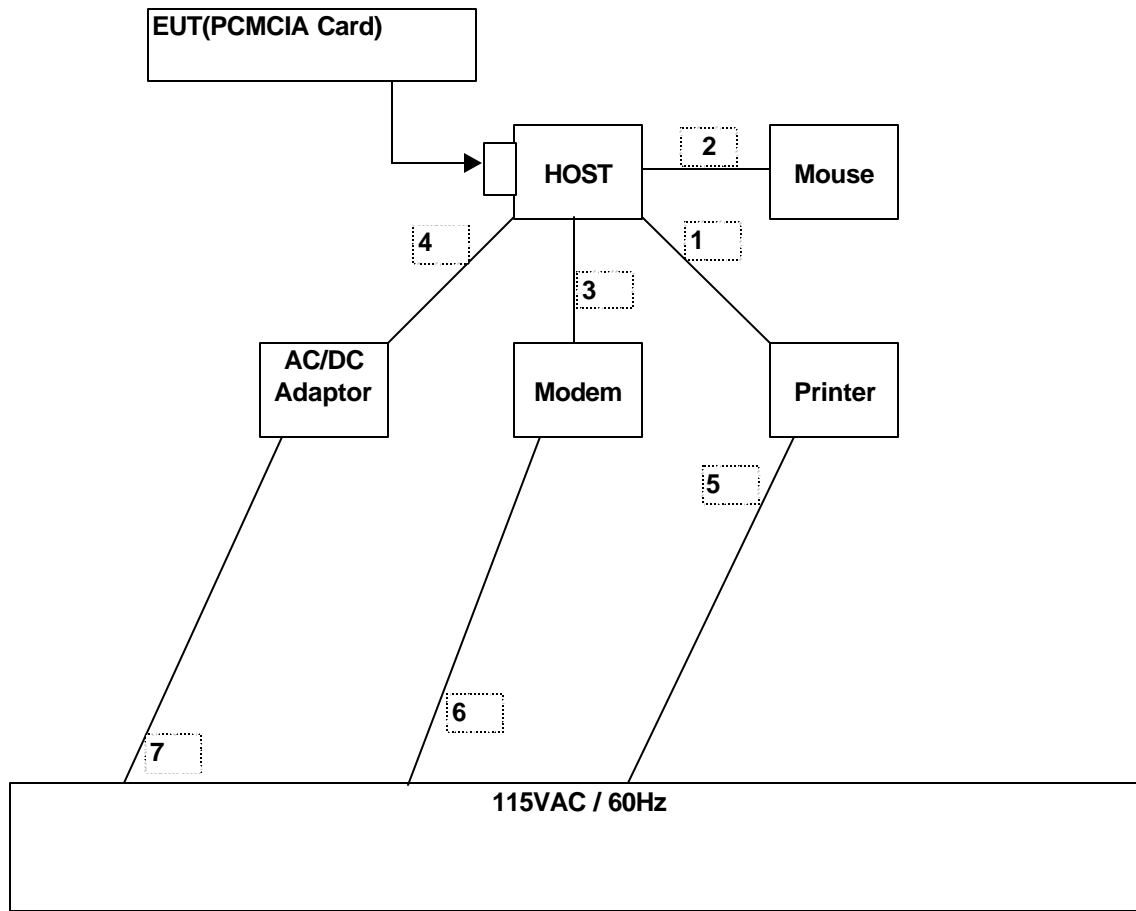 EUT(PCMCIA Card)
HOST
2
Mouse
4
1
3
AC/DC
Adaptor
Modem
Printer
5
6
7
115VAC / 60Hz